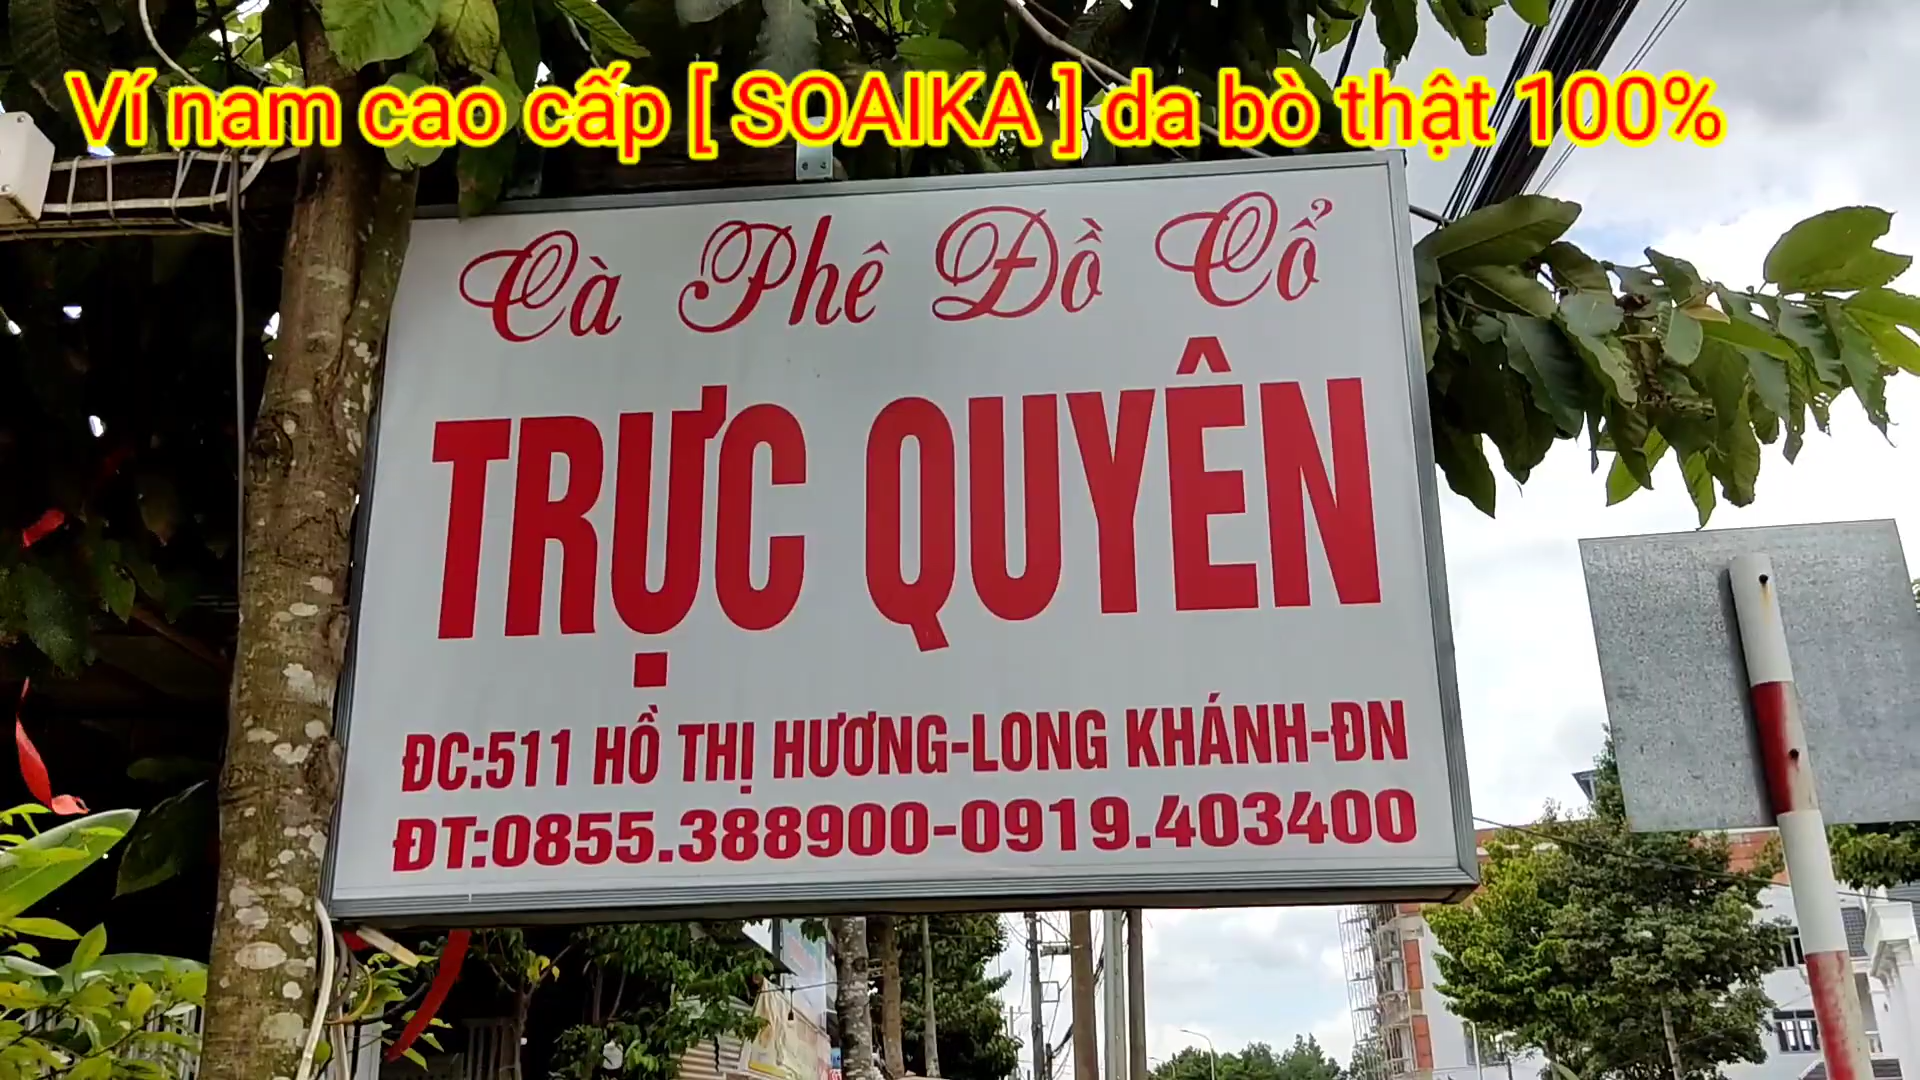 Ví nam cao cấp [ SOAIKA ] da bò thật 100%
Cà Phê Đồ Cổ
TRỰC QUYÊN
ĐC:511 HỒ THỊ HƯƠNG-LONG KHÁNH-ĐN
ĐT:0855.388900-0919.403400